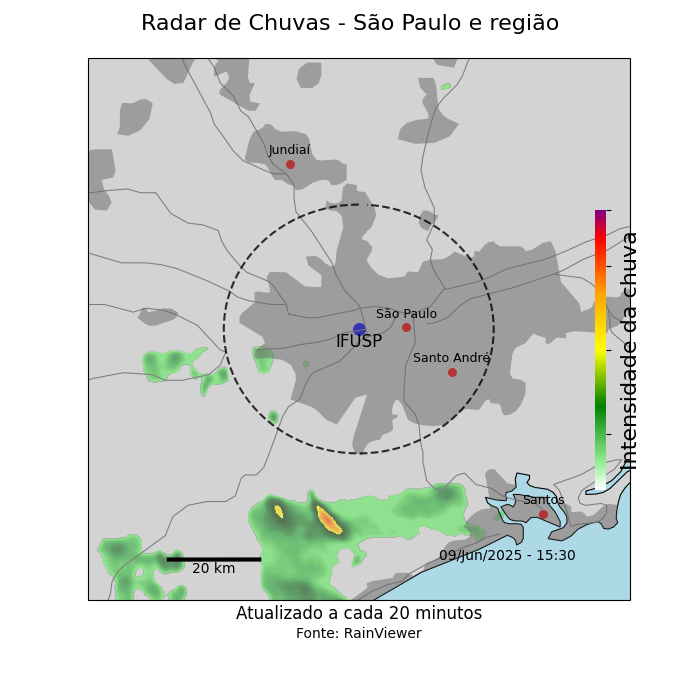 Radar de Chuvas - São Paulo e região
Jundiaí
São Paulo
IFUSP
Santo André
Intensidade da chuva
Santos
09/Jun/2025 - 15:30
20 km
Atualizado a cada 20 minutos
Fonte: RainViewer